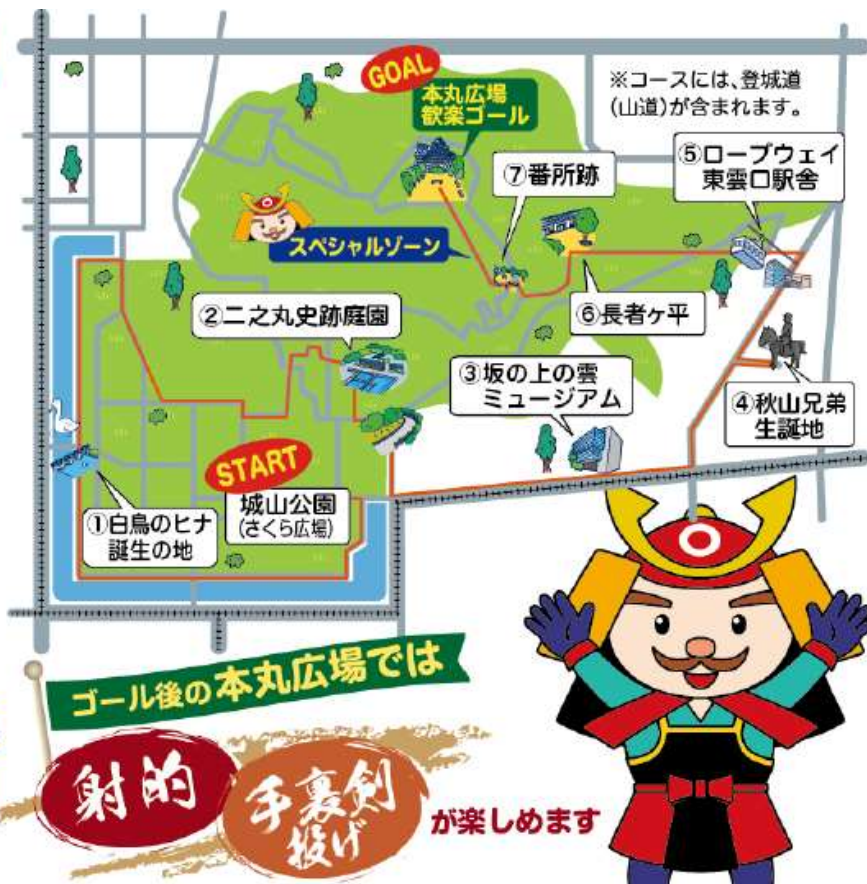 GOAL
本丸広場
歓楽ゴール
※コースには、登城道
(山道)が含まれます。
⑤ロープウェイ
東雲口駅舎
⑦番所跡
スペシャルゾーン
②二之丸史跡庭園
⑥長者ヶ平
③坂の上の雲
ミュージアム
④秋山兄弟
生誕地
START
城山公園
(さくら広場)
①白鳥のヒナ
誕生の地
ゴール後の本丸広場では
射的
手裏剣
投げ
が楽しめます